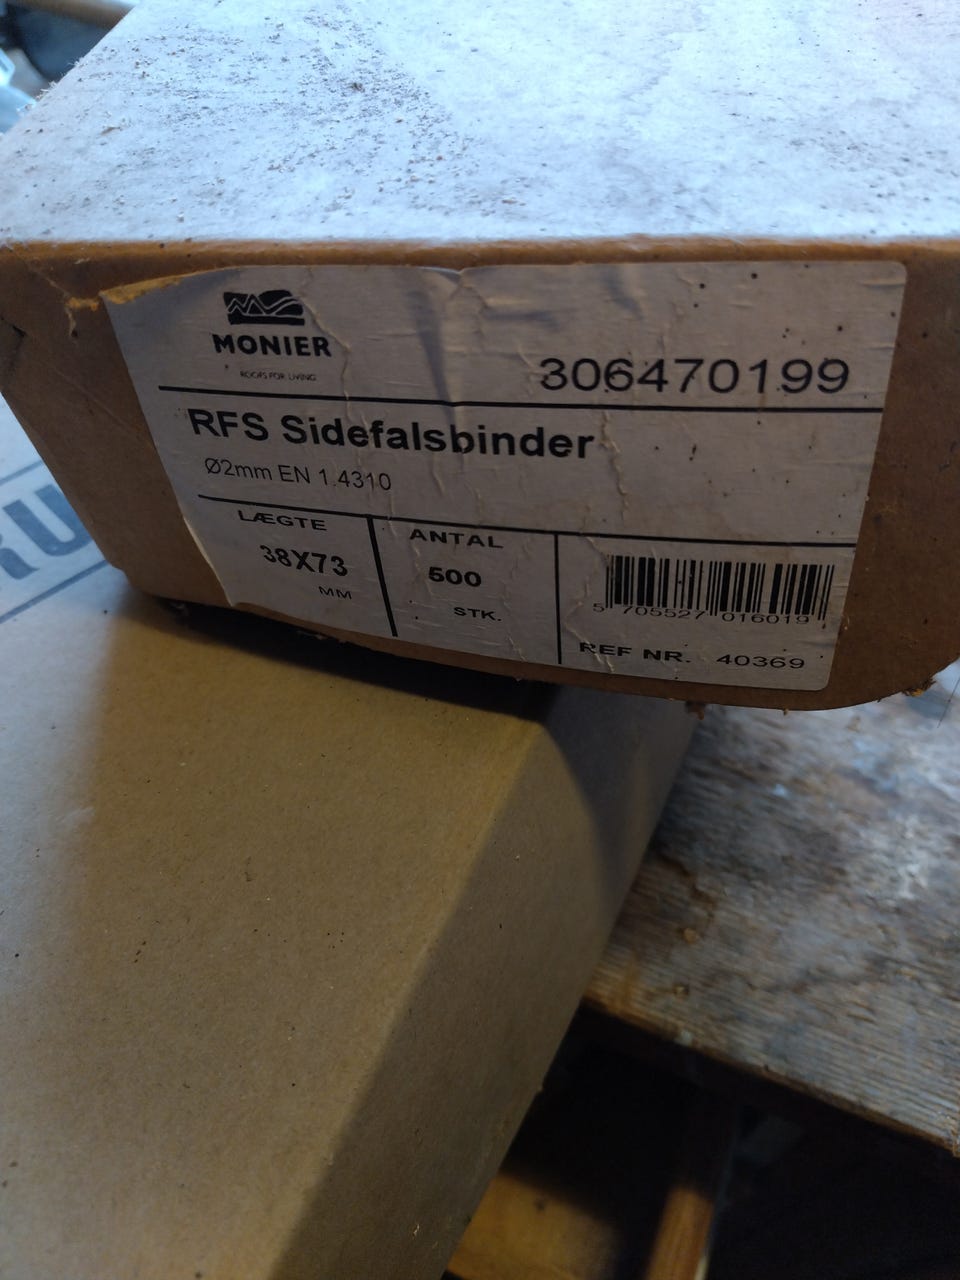 MONIER
ROOFS FOR LIVING
306470199
RFS Sidefalsbinder
Ø2mm EN 1.4310
LÆGTE
38X73
MM
ANTAL
500
STK.
5 705527 016019
REF NR. 40369